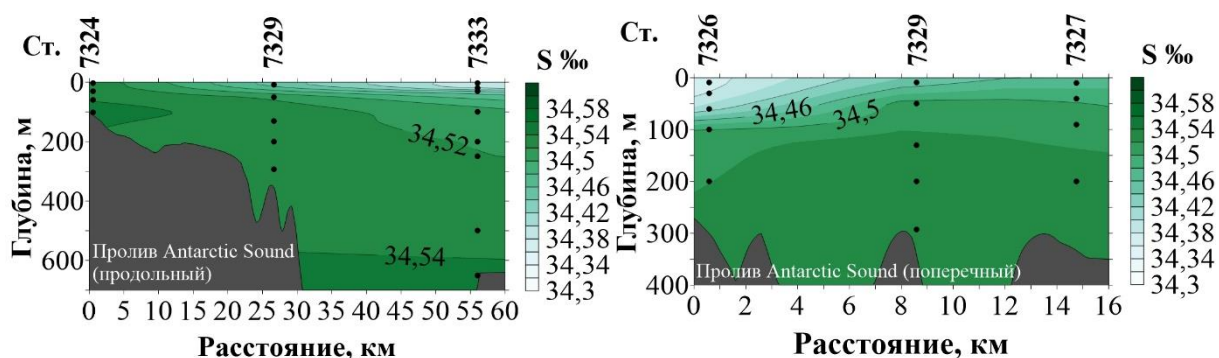 Ст.
7324
7329
7333
S ‰
0
200
400
600
Глубина, м
34,52
34,54
Пролив Antarctic Sound
(продольный)
0 5 10 15 20 25 30 35 40 45 50 55 60
Расстояние, км
34,58
34,54
34,5
34,46
34,42
34,38
34,34
34,3
Ст.
7326
7329
7327
S ‰
0
100
200
300
400
Глубина, м
34,46
34,5
Пролив Antarctic Sound (поперечный)
0 2 4 6 8 10 12 14 16
Расстояние, км
34,58
34,54
34,5
34,46
34,42
34,38
34,34
34,3